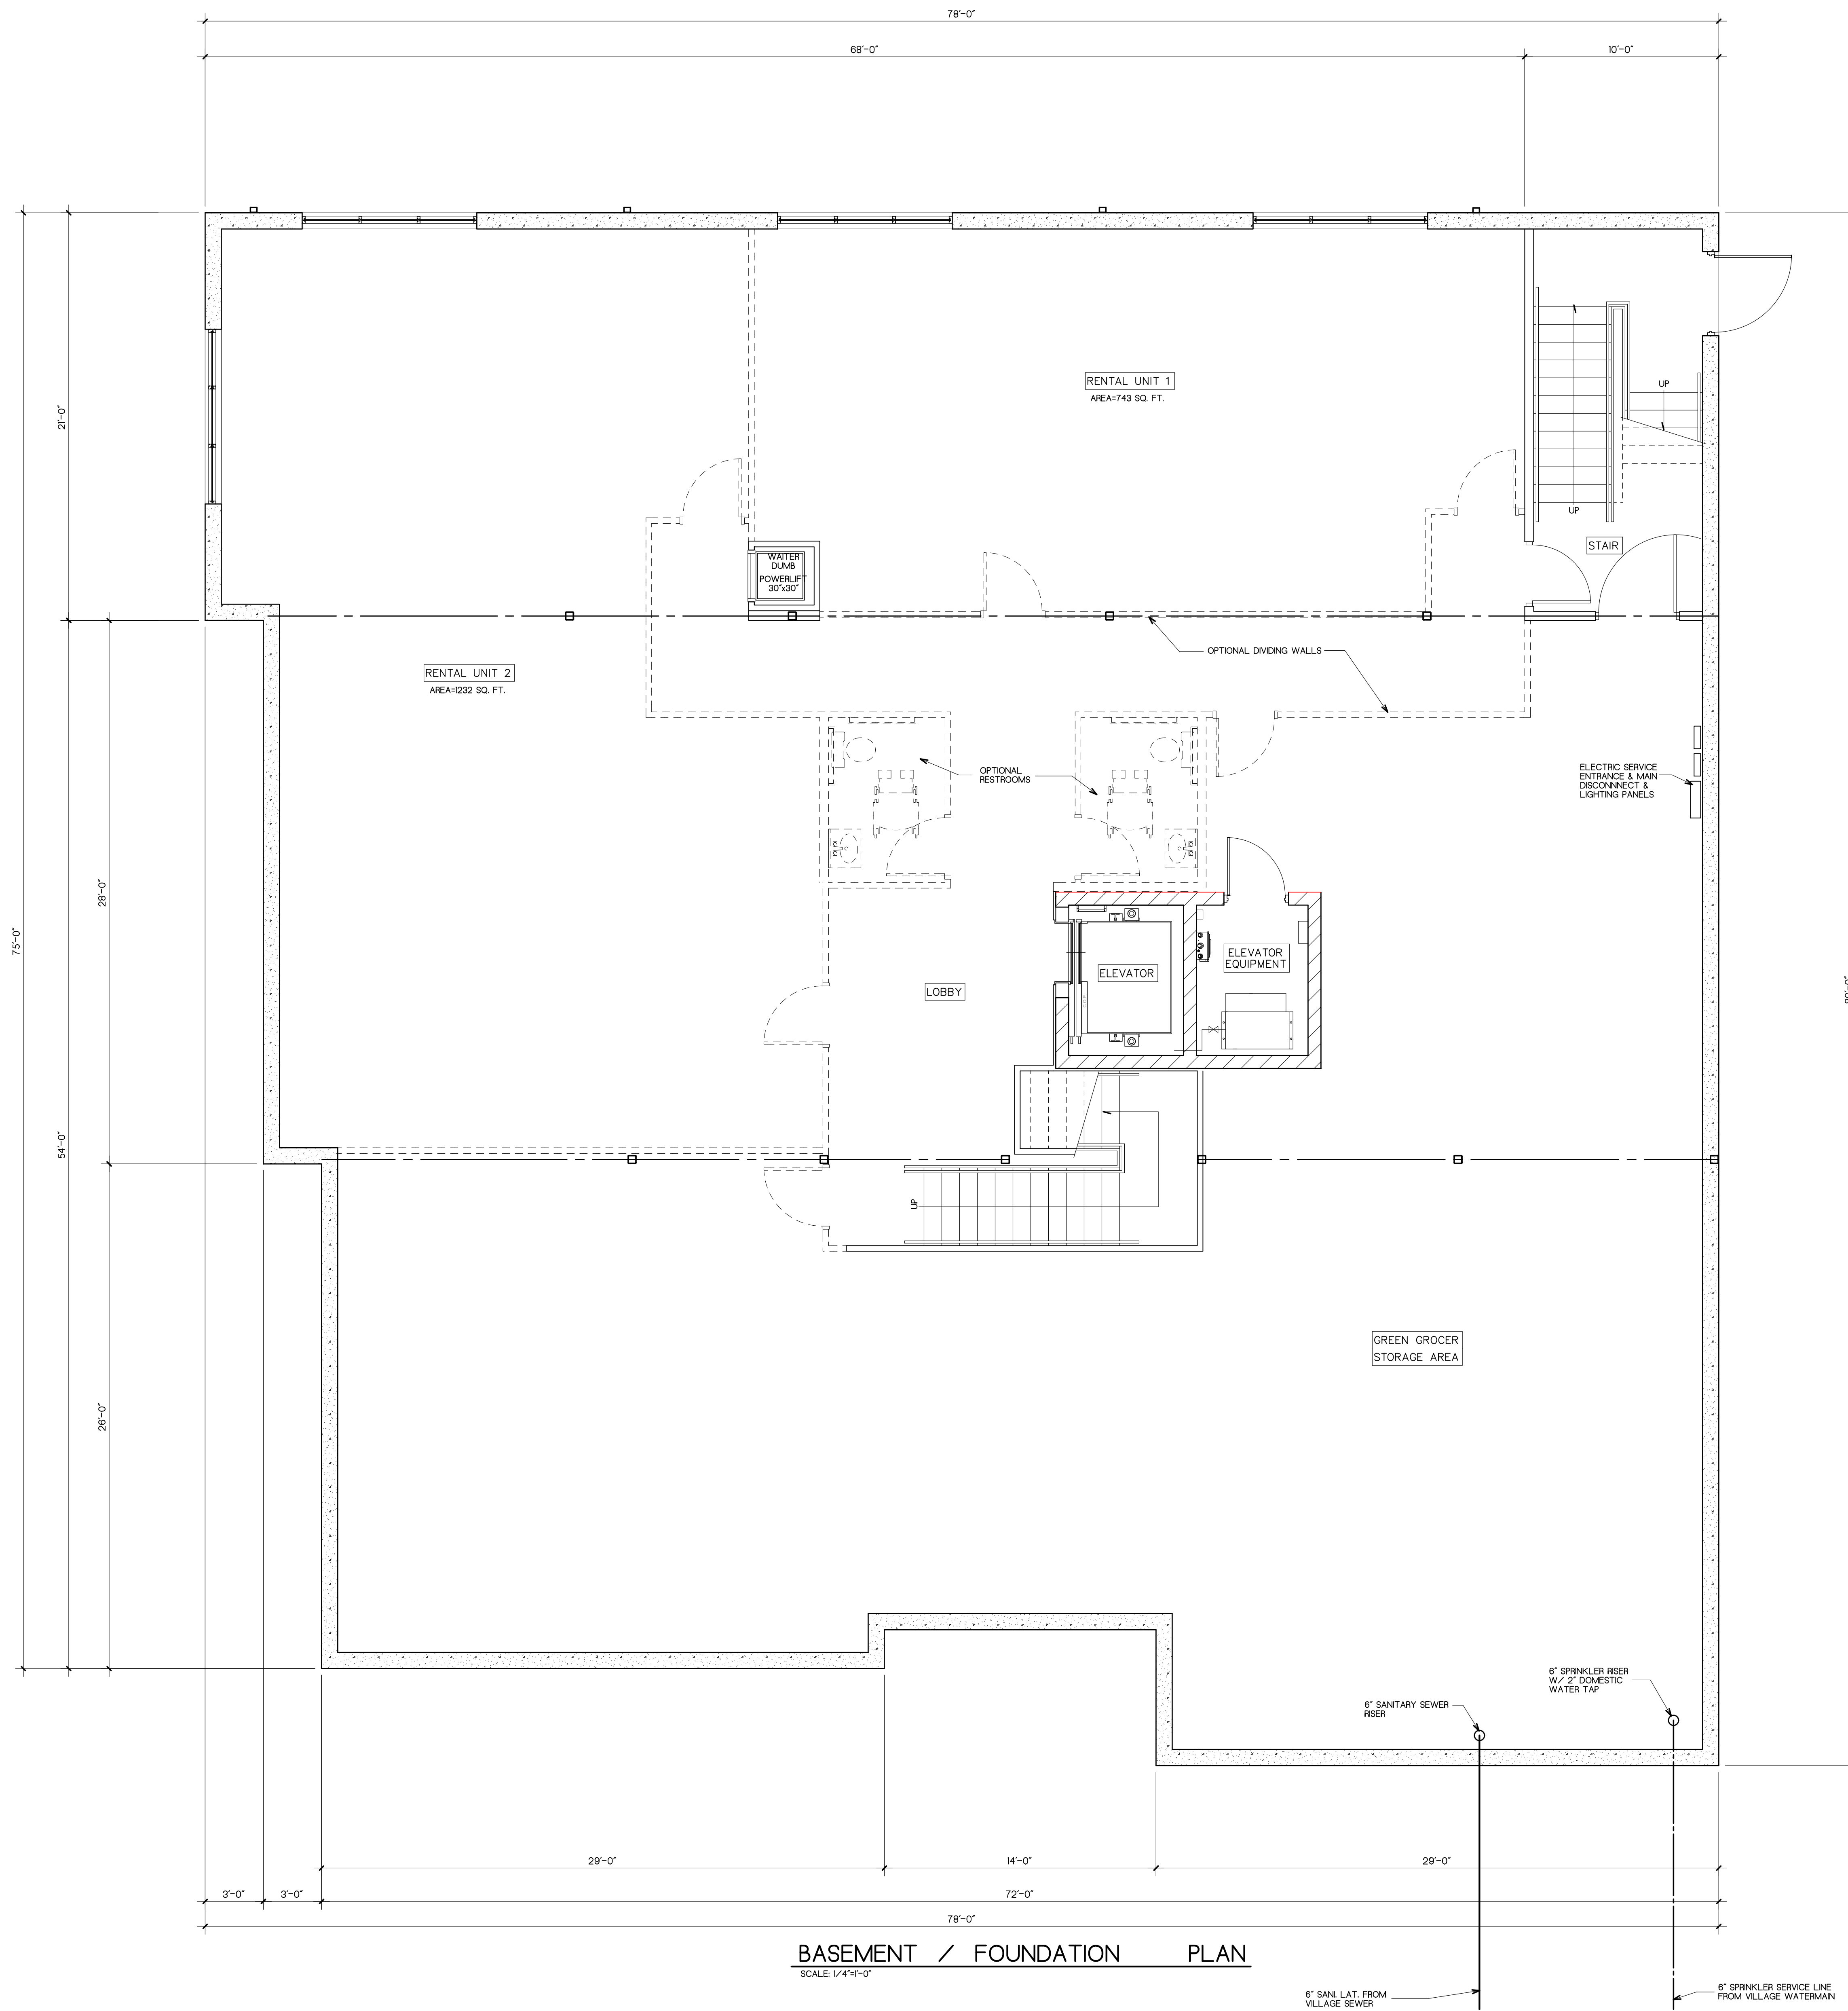 78'-0"
68'-0"
10'-0"
21'-0"
75'-0"
28'-0"
54'-0"
26'-0"
RENTAL UNIT 1
AREA=743 SQ. FT.
UP
UP
STAIR
WAITER
DUMB
POWERLIFT
30"x30"
OPTIONAL DIVIDING WALLS
RENTAL UNIT 2
AREA=1232 SQ. FT.
OPTIONAL
RESTROOMS
ELECTRIC SERVICE
ENTRANCE & MAIN
DISCONNNECT &
LIGHTING PANELS
ELEVATOR
ELEVATOR
EQUIPMENT
LOBBY
UP
GREEN GROCER
STORAGE AREA
6" SPRINKLER RISER
W/ 2" DOMESTIC
WATER TAP
6" SANITARY SEWER
RISER
29'-0"
14'-0"
29'-0"
3'-0"
3'-0"
72'-0"
78'-0"
BASEMENT / FOUNDATION PLAN
SCALE: 1/4"=1'-0"
6" SANI. LAT. FROM
VILLAGE SEWER
6" SPRINKLER SERVICE LINE
FROM VILLAGE WATERMAIN